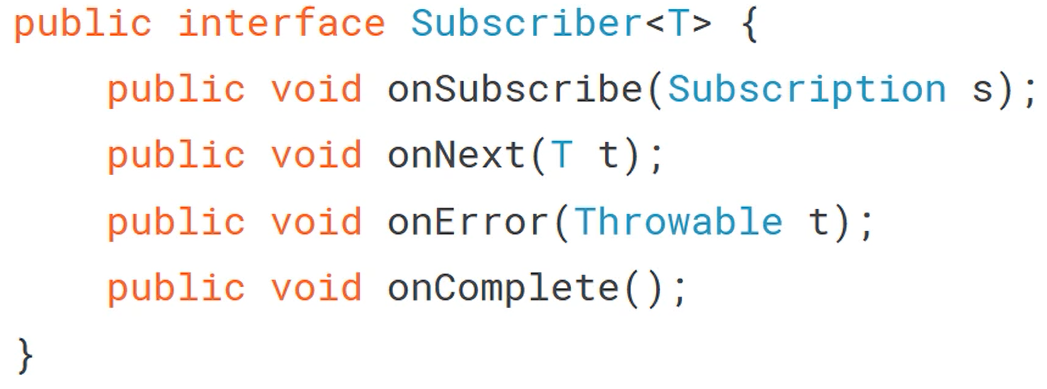 public interface Subscriber<T> {
    public void onSubscribe(Subscription s);
    public void onNext(T t);
    public void onError(Throwable t);
    public void onComplete();
}